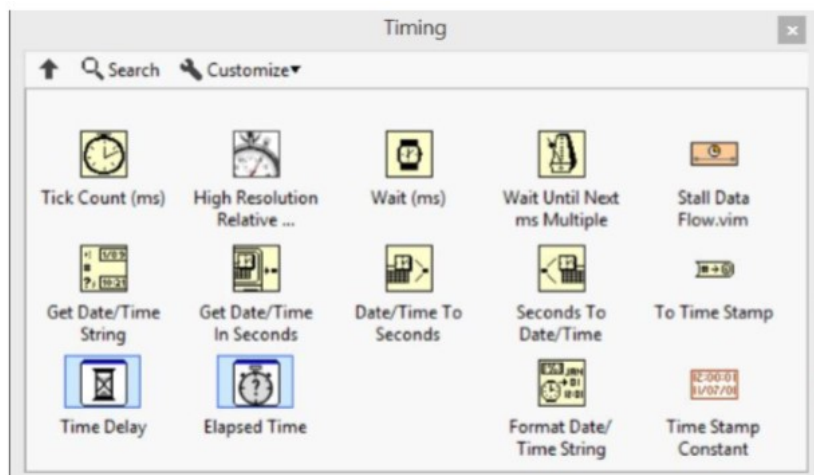 Timing
Search Customize
Tick Count (ms) High Resolution Relative ... Wait (ms) Wait Until Next ms Multiple Stall Data Flow.vim
Get Date/Time String Get Date/Time In Seconds Date/Time To Seconds Seconds To Date/Time To Time Stamp
Time Delay Elapsed Time Format Date/ Time String Time Stamp Constant